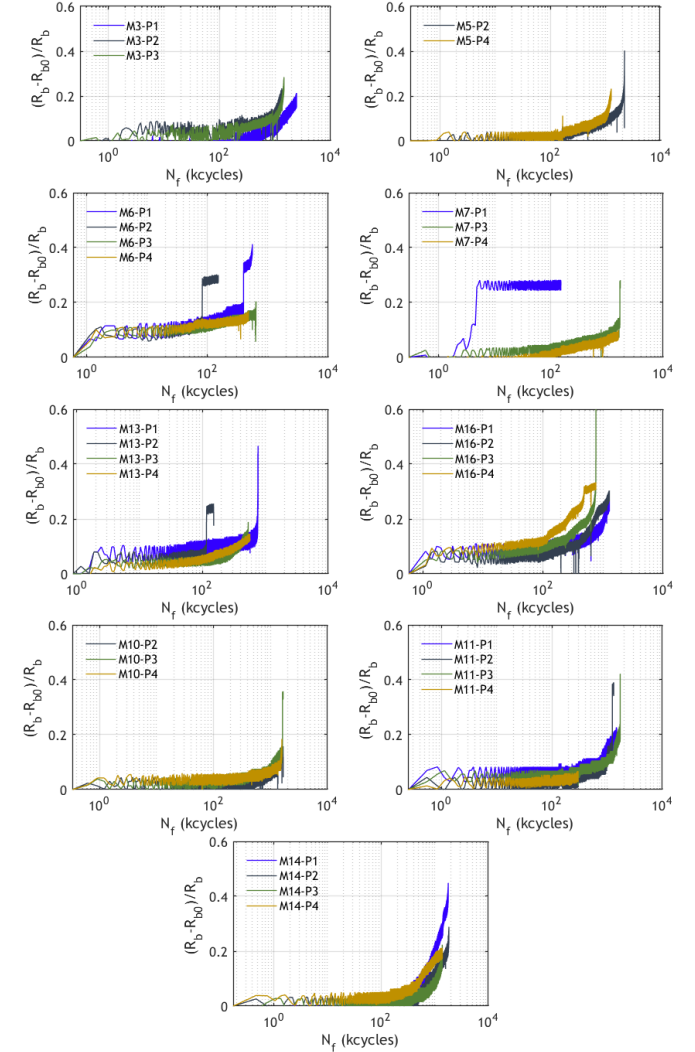 0.6
0.4
0.2
0
(R_b-R_b0)/R_b
M3-P1
M3-P2
M3-P3
10^0 10^2 10^4
N_f (kcycles)
0.6
0.4
0.2
0
(R_b-R_b0)/R_b
M5-P2
M5-P4
10^0 10^2 10^4
N_f (kcycles)
0.6
0.4
0.2
0
(R_b-R_b0)/R_b
M6-P1
M6-P2
M6-P3
M6-P4
10^0 10^2 10^4
N_f (kcycles)
0.6
0.4
0.2
0
(R_b-R_b0)/R_b
M7-P1
M7-P3
M7-P4
10^0 10^2 10^4
N_f (kcycles)
0.6
0.4
0.2
0
(R_b-R_b0)/R_b
M13-P1
M13-P2
M13-P3
M13-P4
10^0 10^2 10^4
N_f (kcycles)
0.6
0.4
0.2
0
(R_b-R_b0)/R_b
M16-P1
M16-P2
M16-P3
M16-P4
10^0 10^2 10^4
N_f (kcycles)
0.6
0.4
0.2
0
(R_b-R_b0)/R_b
M10-P2
M10-P3
M10-P4
10^0 10^2 10^4
N_f (kcycles)
0.6
0.4
0.2
0
(R_b-R_b0)/R_b
M11-P1
M11-P2
M11-P3
M11-P4
10^0 10^2 10^4
N_f (kcycles)
0.6
0.4
0.2
0
(R_b-R_b0)/R_b
M14-P1
M14-P2
M14-P3
M14-P4
10^0 10^2 10^4
N_f (kcycles)